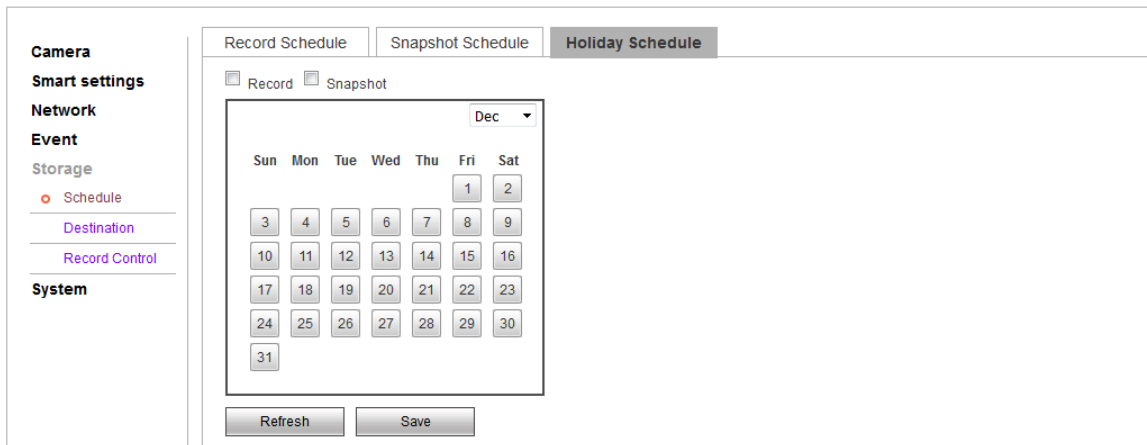 Camera
Smart settings
Network
Event
Storage
Schedule
Destination
Record Control
System
Record Schedule Snapshot Schedule Holiday Schedule
Record Snapshot
Dec
Sun Mon Tue Wed Thu Fri Sat
1 2
3 4 5 6 7 8 9
10 11 12 13 14 15 16
17 18 19 20 21 22 23
24 25 26 27 28 29 30
31
Refresh Save